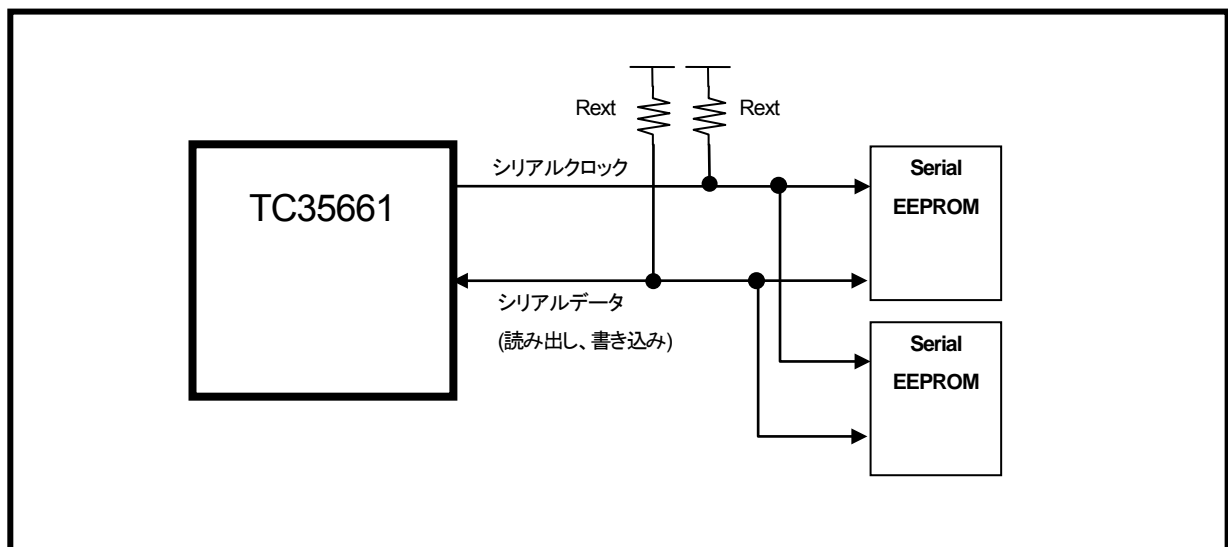 Rext
Rext
シリアルクロック
TC35661
Serial
EEPROM
シリアルデータ
(読み出し、書き込み)
Serial
EEPROM